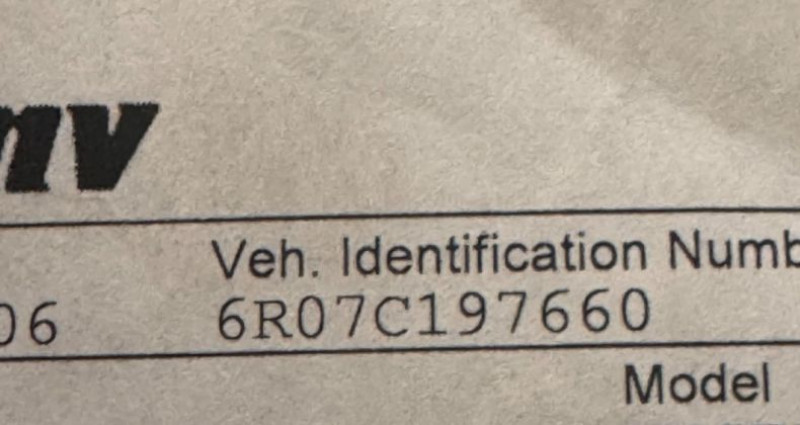 mv
Veh. Identification Numb
06 6R07C197660
Model